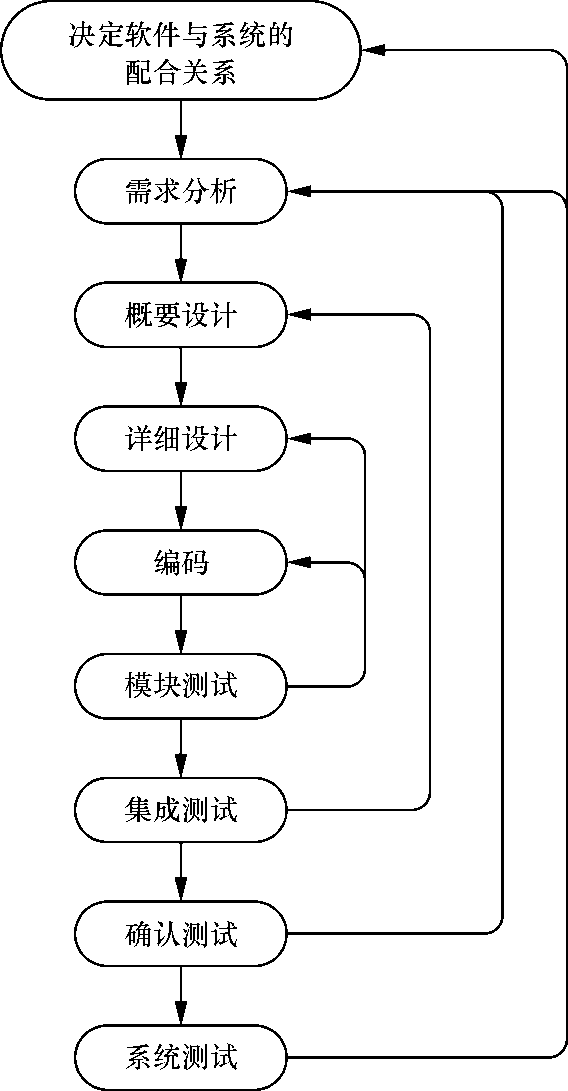 决定软件与系统的
配合关系
需求分析
概要设计
详细设计
编码
模块测试
集成测试
确认测试
系统测试